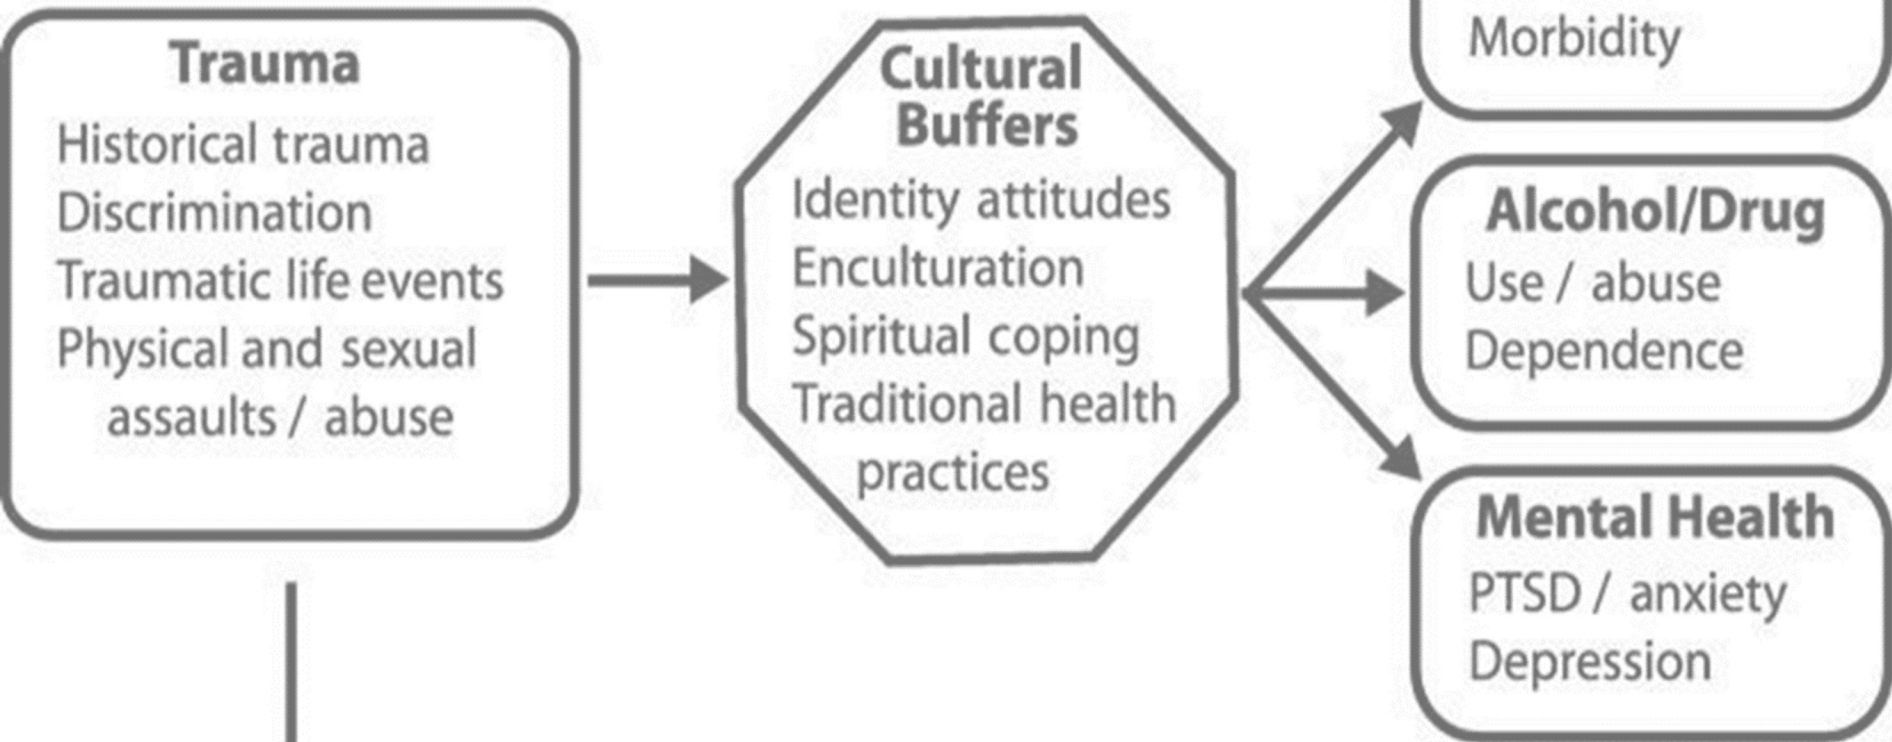 Trauma
Historical trauma
Discrimination
Traumatic life events
Physical and sexual
assaults / abuse
Cultural
Buffers
Identity attitudes
Enculturation
Spiritual coping
Traditional health
practices
Morbidity
Alcohol/Drug
Use / abuse
Dependence
Mental Health
PTSD / anxiety
Depression